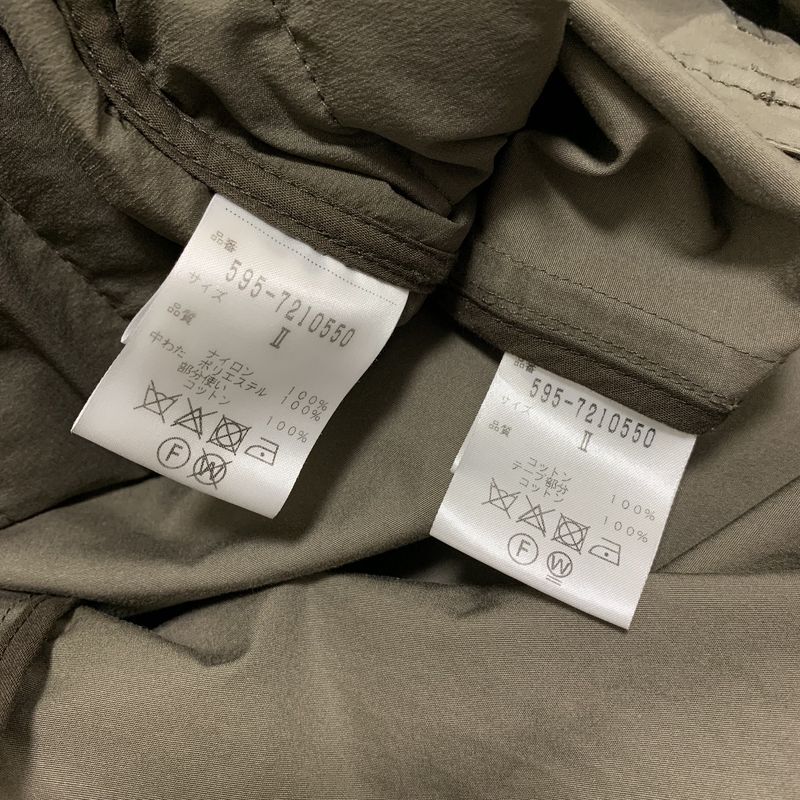 品番
595-7210550
サイズ
II
品質
ナイロン 100%
中わた ポリエステル 100%
部分使い
コットン 100%
F W
品番
595-7210550
サイズ
II
品質
コットン 100%
テープ部分
コットン 100%
F W